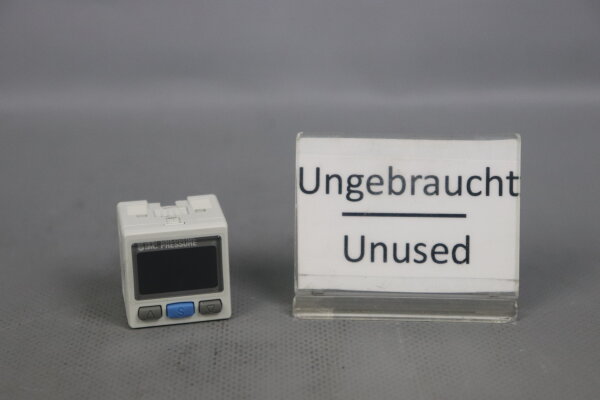 SMC PRESSURE
S
Ungebraucht
Unused